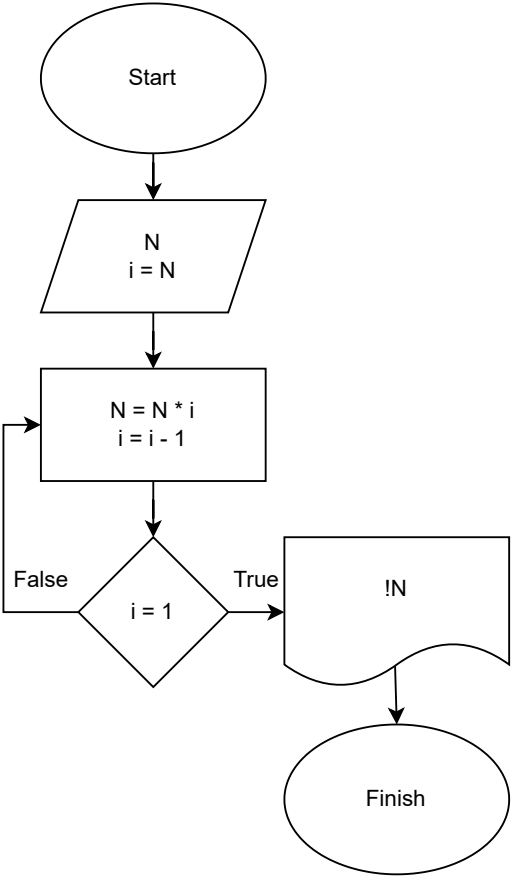 Start
N
i = N
N = N * i
i = i - 1
False
True
i = 1
!N
Finish